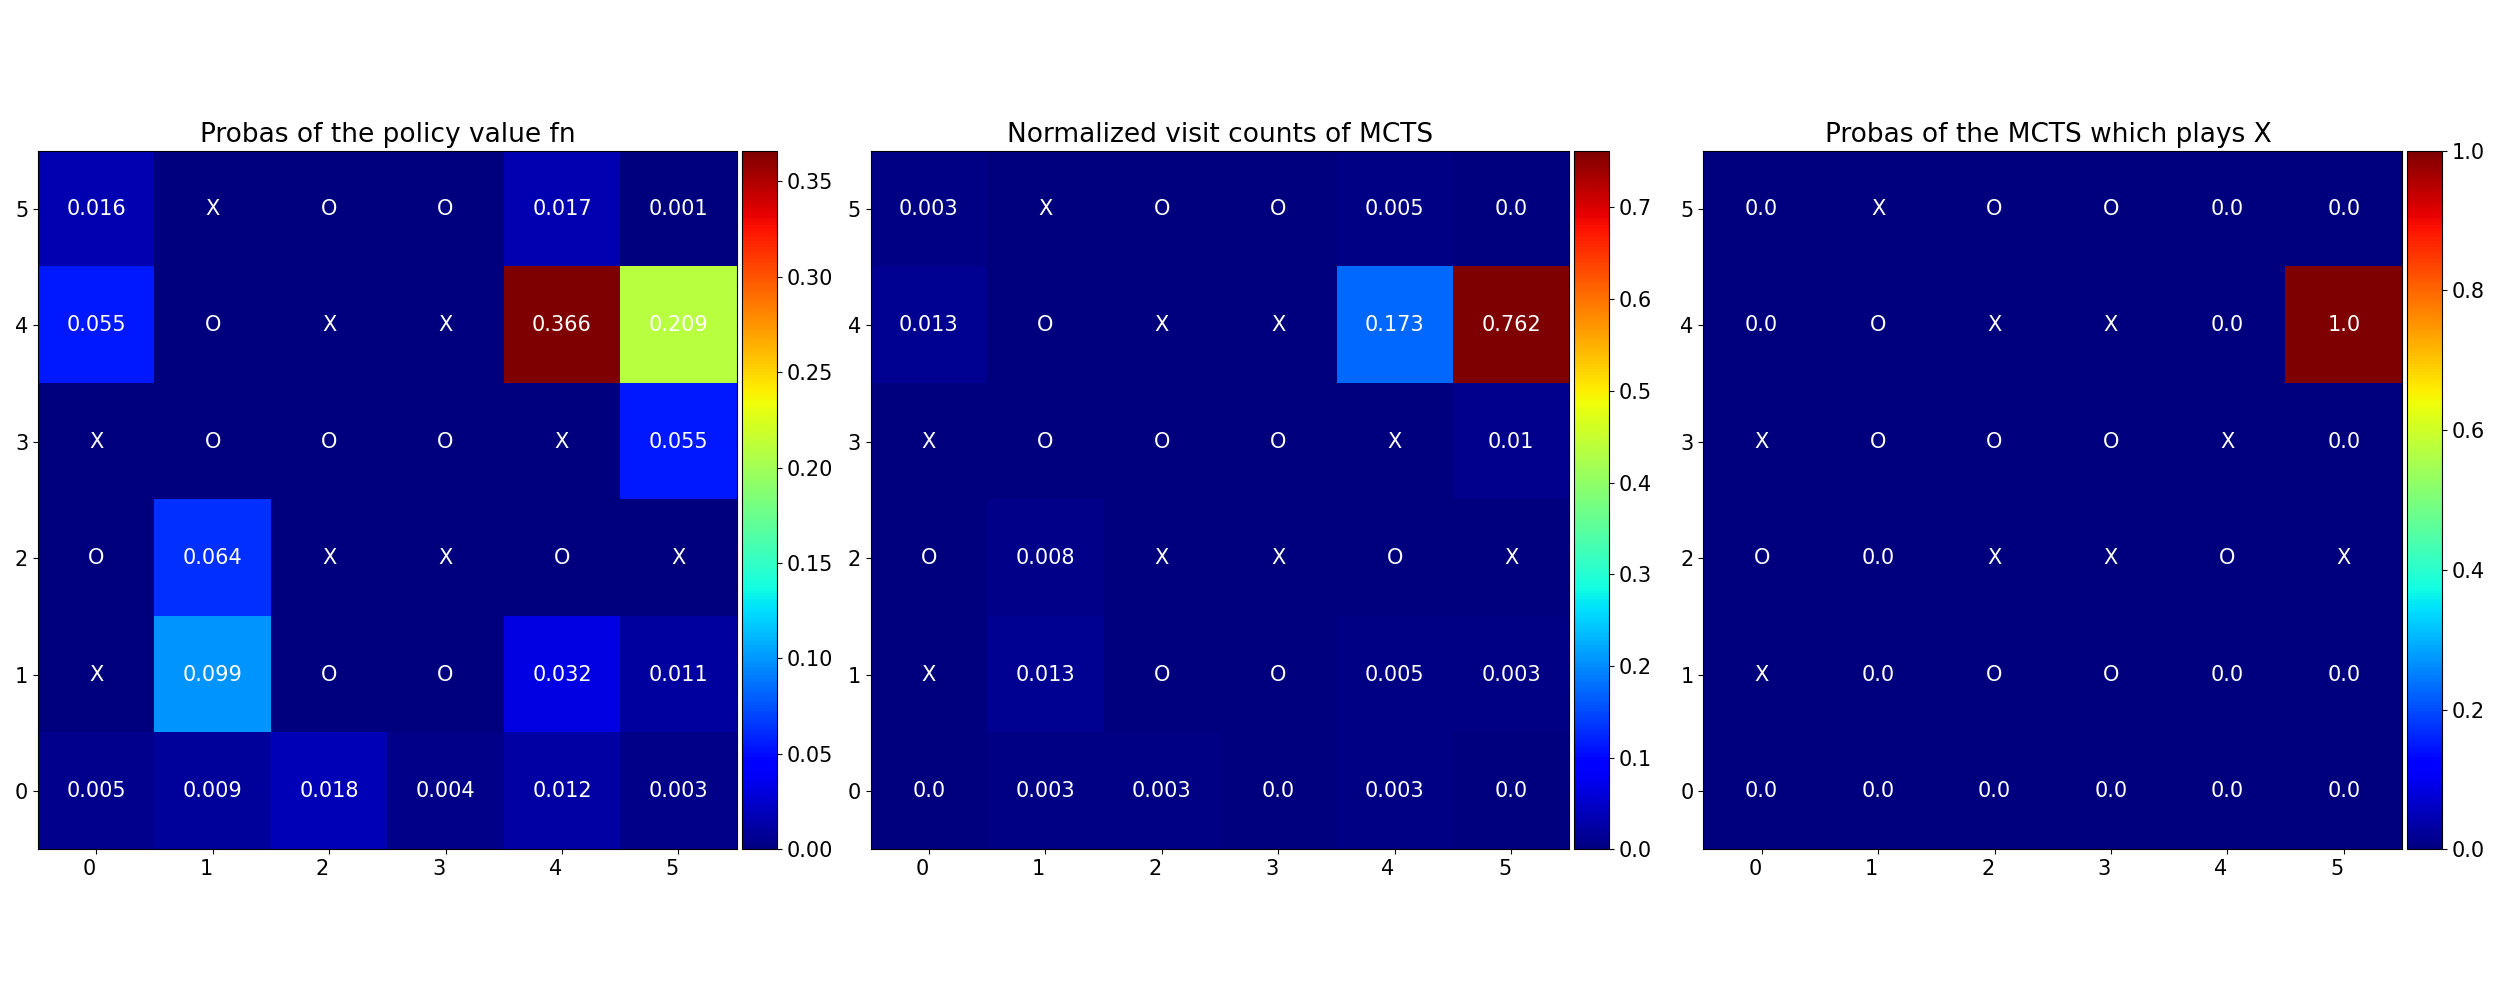 Probas of the policy value fn
5 0.016 X O O 0.017 0.001
4 0.055 O X X 0.366 0.209
3 X O O O X 0.055
2 O 0.064 X X O X
1 X 0.099 O O 0.032 0.011
0 0.005 0.009 0.018 0.004 0.012 0.003
0 1 2 3 4 5
0.35
0.30
0.25
0.20
0.15
0.10
0.05
0.00
Normalized visit counts of MCTS
5 0.003 X O O 0.005 0.0
4 0.013 O X X 0.173 0.762
3 X O O O X 0.01
2 O 0.008 X X O X
1 X 0.013 O O 0.005 0.003
0 0.0 0.003 0.003 0.0 0.003 0.0
0 1 2 3 4 5
0.7
0.6
0.5
0.4
0.3
0.2
0.1
0.0
Probas of the MCTS which plays X
5 0.0 X O O 0.0 0.0
4 0.0 O X X 0.0 1.0
3 X O O O X 0.0
2 O 0.0 X X O X
1 X 0.0 O O 0.0 0.0
0 0.0 0.0 0.0 0.0 0.0 0.0
0 1 2 3 4 5
1.0
0.8
0.6
0.4
0.2
0.0